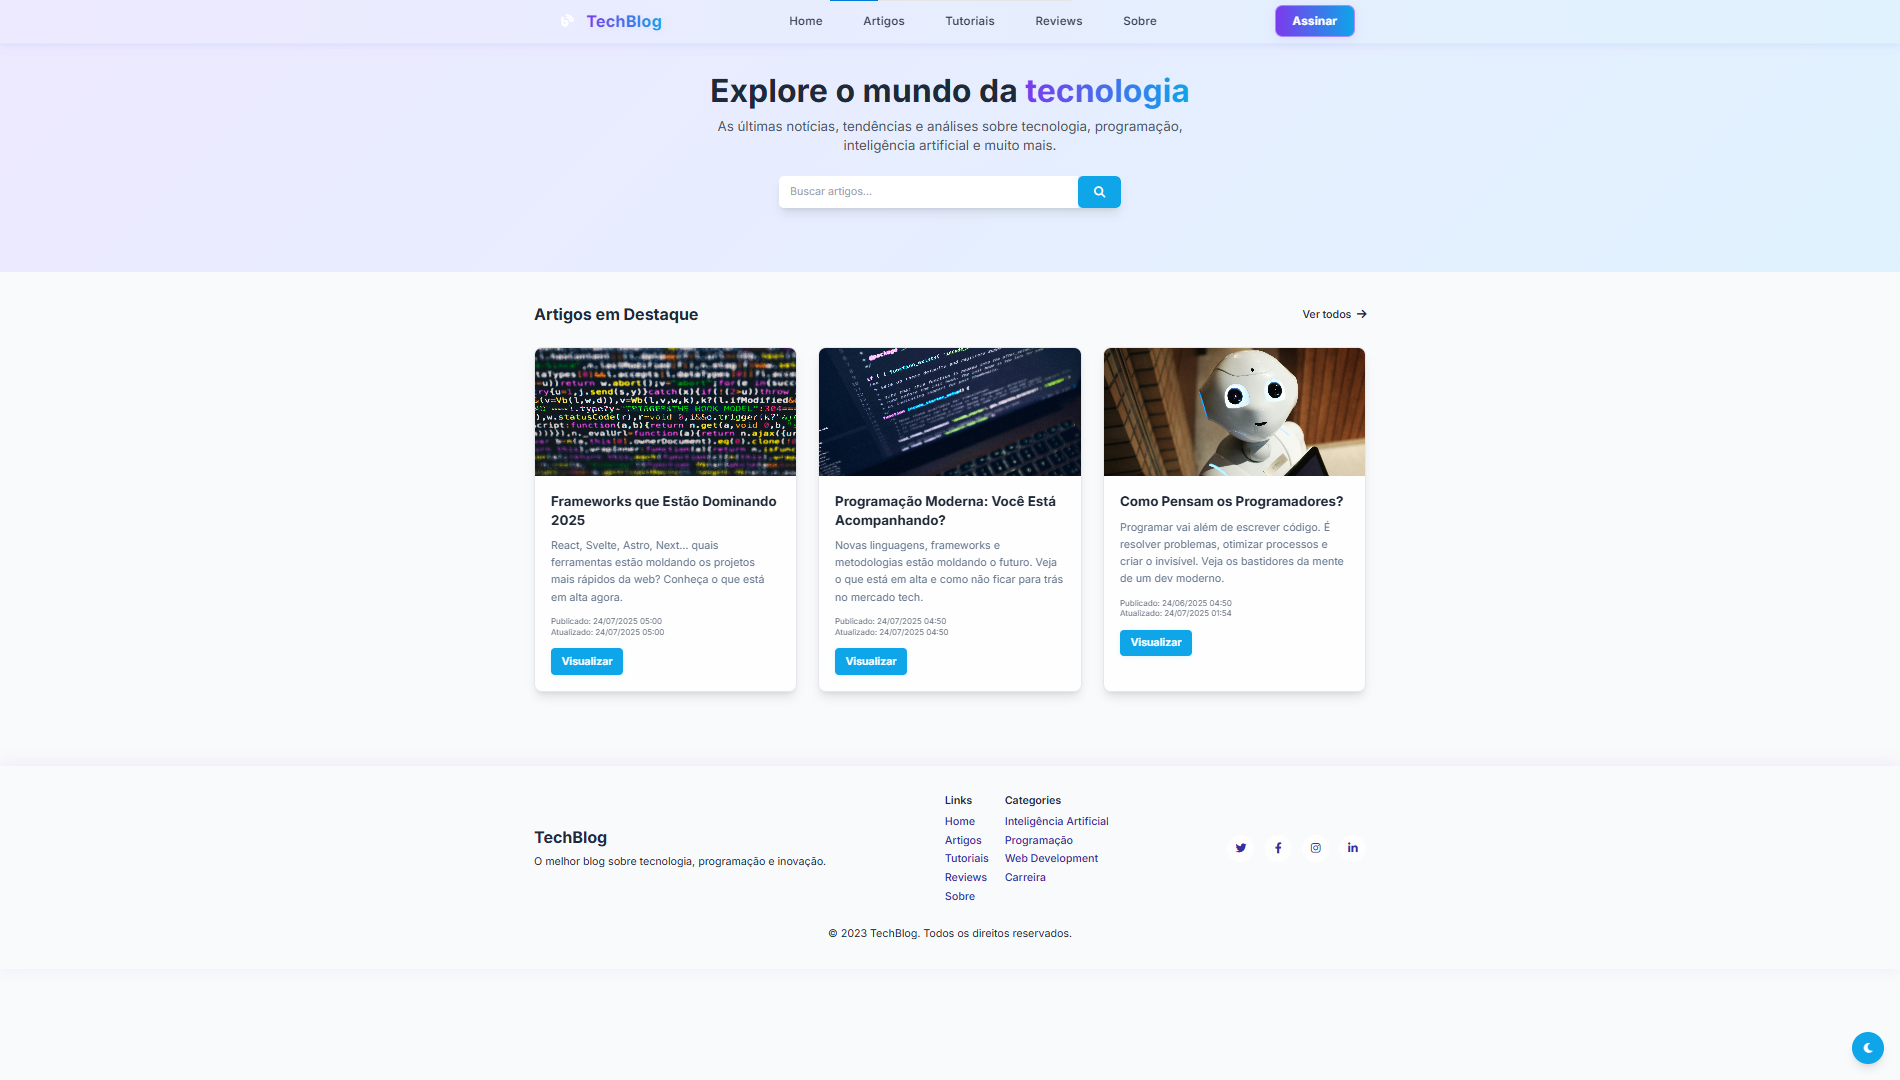 TechBlog
Home
Artigos
Tutoriais
Reviews
Sobre
Assinar
Explore o mundo da tecnologia
As últimas notícias, tendências e análises sobre tecnologia, programação,
inteligência artificial e muito mais.
Buscar artigos...
Artigos em Destaque
Ver todos
Frameworks que Estão Dominando
2025
React, Svelte, Astro, Next... quais
ferramentas estão moldando os projetos
mais rápidos da web? Conheça o que está
em alta agora.
Publicado: 24/07/2025 05:00
Atualizado: 24/07/2025 05:00
Visualizar
Programação Moderna: Você Está
Acompanhando?
Novas linguagens, frameworks e
metodologias estão moldando o futuro. Veja
o que está em alta e como não ficar para trás
no mercado tech.
Publicado: 24/07/2025 04:50
Atualizado: 24/07/2025 04:50
Visualizar
Como Pensam os Programadores?
Programar vai além de escrever código. É
resolver problemas, otimizar processos e
criar o invisível. Veja os bastidores da mente
de um dev moderno.
Publicado: 24/06/2025 04:50
Atualizado: 24/07/2025 01:54
Visualizar
TechBlog
O melhor blog sobre tecnologia, programação e inovação.
Links
Home
Artigos
Tutoriais
Reviews
Sobre
Categories
Inteligência Artificial
Programação
Web Development
Carreira
© 2023 TechBlog. Todos os direitos reservados.